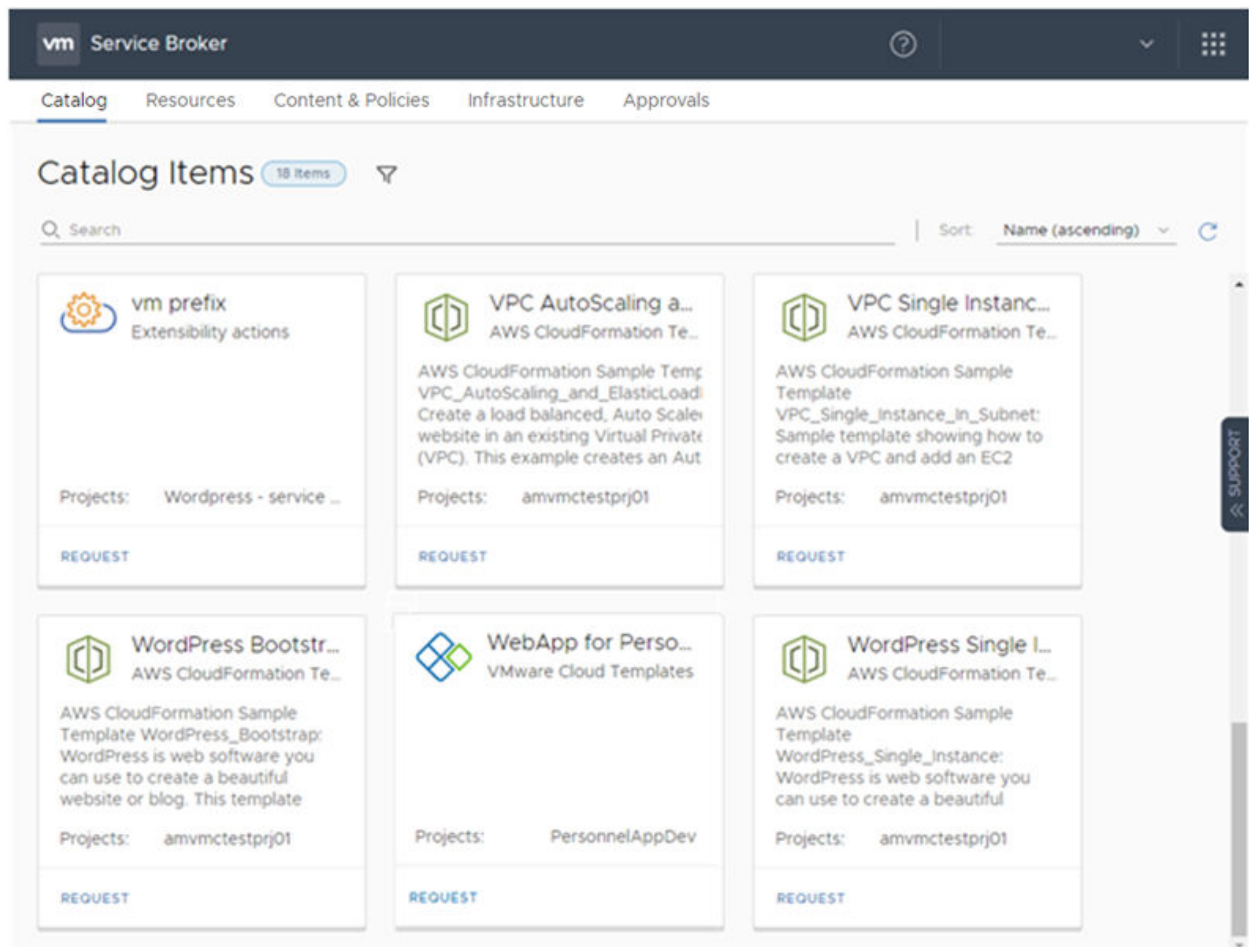 vm Service Broker
Catalog Resources Content & Policies Infrastructure Approvals
Catalog Items 18 Items
Search Sort: Name (ascending)
vm prefix
Extensibility actions
Projects: Wordpress - service ...
REQUEST
VPC AutoScaling a...
AWS CloudFormation Te...
AWS CloudFormation Sample Temp
VPC_AutoScaling_and_ElasticLoadl
Create a load balanced, Auto Scale
website in an existing Virtual Private
(VPC). This example creates an Aut
Projects: amvmctestprj01
REQUEST
VPC Single Instanc...
AWS CloudFormation Te...
AWS CloudFormation Sample
Template
VPC_Single_Instance_In_Subnet:
Sample template showing how to
create a VPC and add an EC2
Projects: amvmctestprj01
REQUEST
SUPPORT
WordPress Bootstr...
AWS CloudFormation Te...
AWS CloudFormation Sample
Template WordPress_Bootstrap:
WordPress is web software you
can use to create a beautiful
website or blog. This template
Projects: amvmctestprj01
REQUEST
WebApp for Perso...
VMware Cloud Templates
Projects: PersonnelAppDev
REQUEST
WordPress Single I...
AWS CloudFormation Te...
AWS CloudFormation Sample
Template
WordPress_Single_Instance:
WordPress is web software you
can use to create a beautiful
Projects: amvmctestprj01
REQUEST